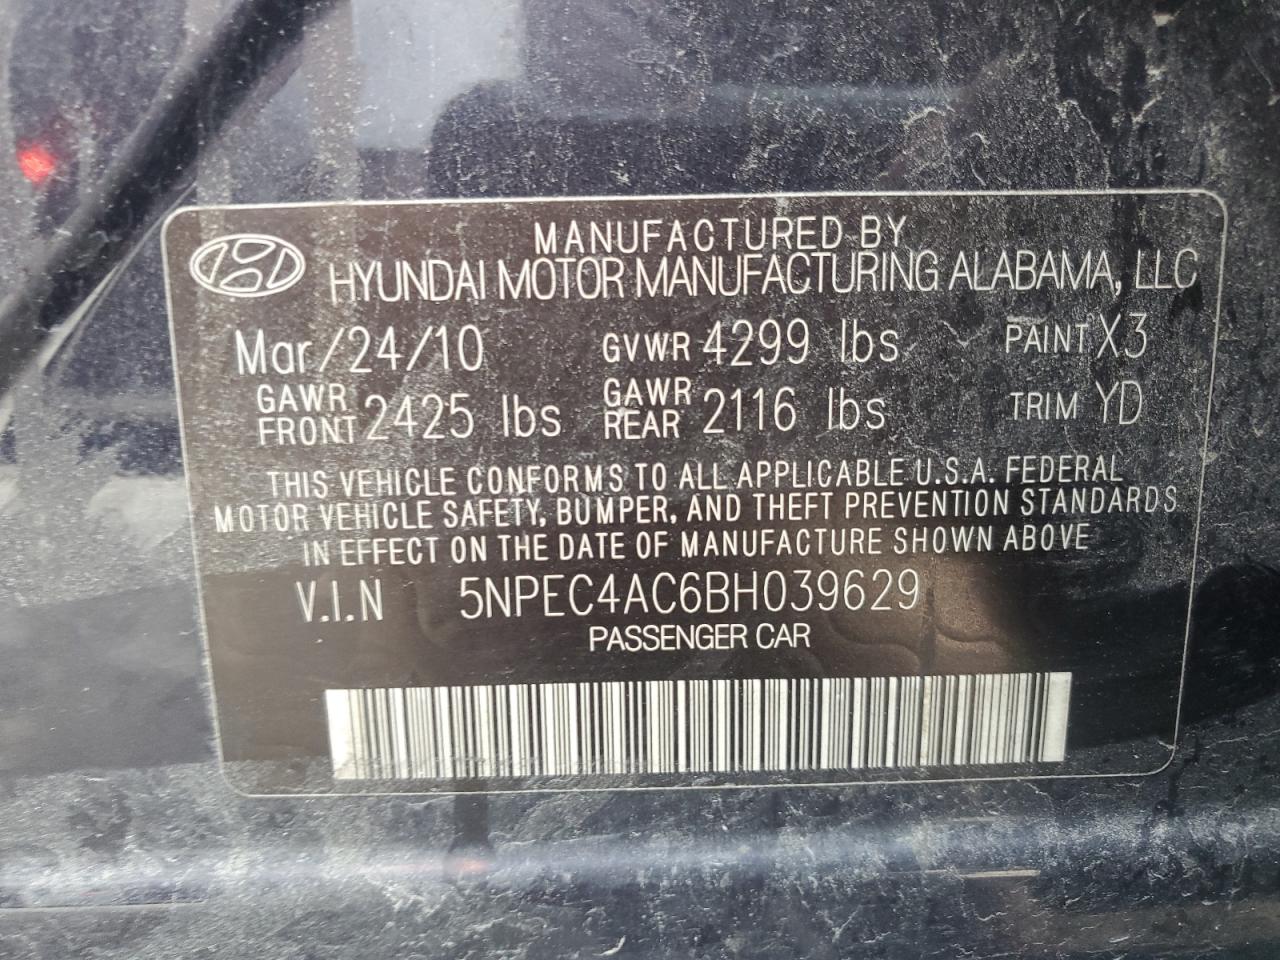 MANUFACTURED BY
HYUNDAI MOTOR MANUFACTURING ALABAMA, LLC
Mar/24/10 GVWR 4299 lbs PAINT X3
GAWR FRONT 2425 lbs GAWR REAR 2116 lbs TRIM YD
THIS VEHICLE CONFORMS TO ALL APPLICABLE U.S.A. FEDERAL
MOTOR VEHICLE SAFETY, BUMPER, AND THEFT PREVENTION STANDARDS
IN EFFECT ON THE DATE OF MANUFACTURE SHOWN ABOVE
V.I.N 5NPEC4AC6BH039629
PASSENGER CAR